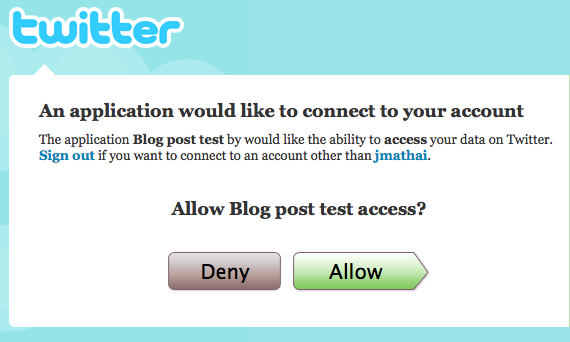 twitter
An application would like to connect to your account
The application Blog post test by would like the ability to access your data on Twitter.
Sign out if you want to connect to an account other than jmathai.
Allow Blog post test access?
Deny Allow